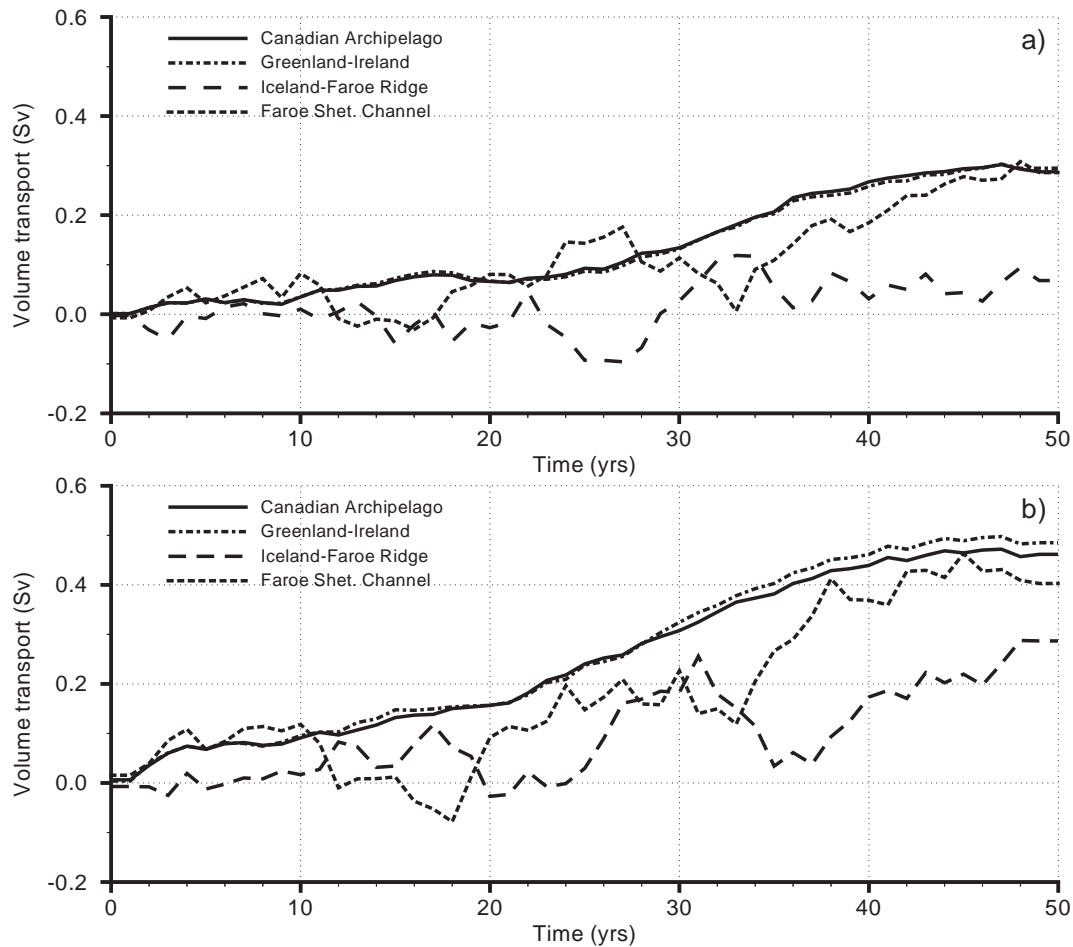 0.6
a)
Canadian Archipelago
Greenland-Ireland
Iceland-Faroe Ridge
Faroe Shet. Channel
0.4
0.2
0.0
-0.2
Volume transport (Sv)
0 10 20 30 40 50
Time (yrs)
0.6
b)
Canadian Archipelago
Greenland-Ireland
Iceland-Faroe Ridge
Faroe Shet. Channel
0.4
0.2
0.0
-0.2
Volume transport (Sv)
0 10 20 30 40 50
Time (yrs)